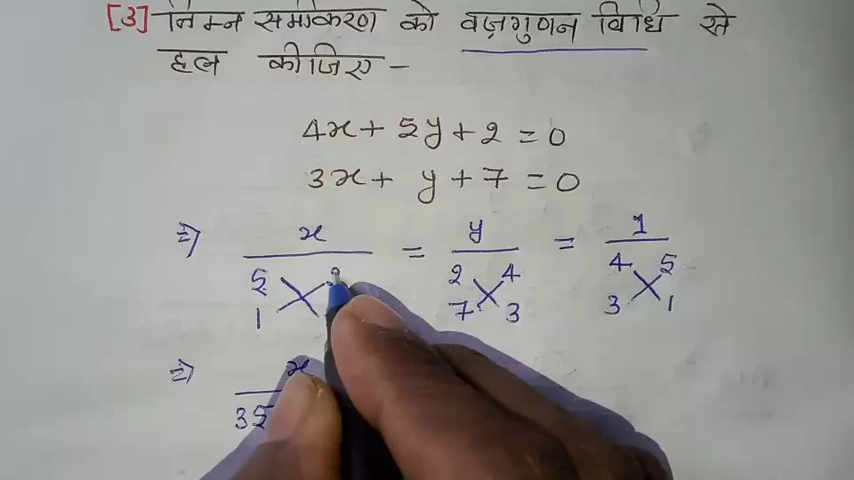 [3] निम्न समीकरण को वज्रगुणन विधि से
हल कीजिए -
4x + 5y + 2 = 0
3x + y + 7 = 0
⇒ x = y = 1
5 2 2 4 4 5
1 7 3 3 1
⇒ x
35